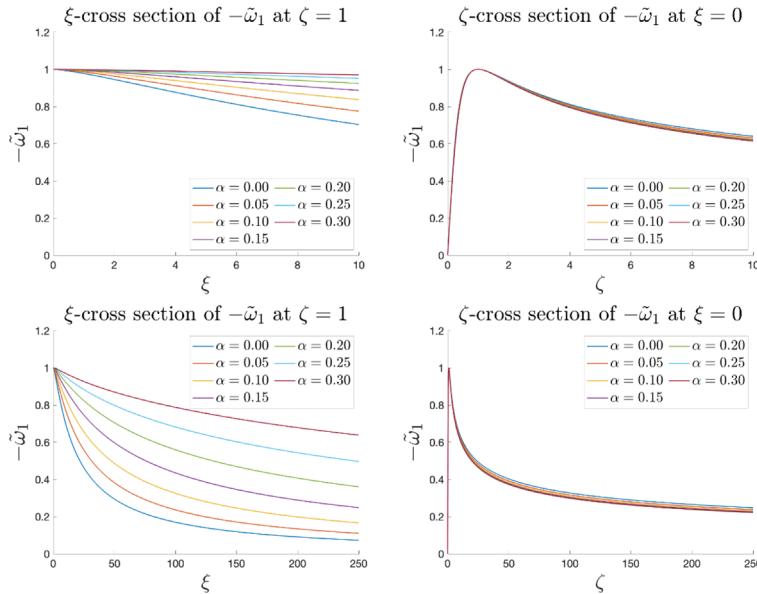 ξ-cross section of −ω̃₁ at ζ = 1
1.2
1
0.8
0.6
0.4
0.2
0
−ω̃₁
α = 0.00 α = 0.20
α = 0.05 α = 0.25
α = 0.10 α = 0.30
α = 0.15
0 2 4 6 8 10
ξ
ζ-cross section of −ω̃₁ at ξ = 0
1.2
1
0.8
0.6
0.4
0.2
0
−ω̃₁
α = 0.00 α = 0.20
α = 0.05 α = 0.25
α = 0.10 α = 0.30
α = 0.15
0 2 4 6 8 10
ζ
ξ-cross section of −ω̃₁ at ζ = 1
1.2
1
0.8
0.6
0.4
0.2
0
−ω̃₁
α = 0.00 α = 0.20
α = 0.05 α = 0.25
α = 0.10 α = 0.30
α = 0.15
0 50 100 150 200 250
ξ
ζ-cross section of −ω̃₁ at ξ = 0
1.2
1
0.8
0.6
0.4
0.2
0
−ω̃₁
α = 0.00 α = 0.20
α = 0.05 α = 0.25
α = 0.10 α = 0.30
α = 0.15
0 50 100 150 200 250
ζ